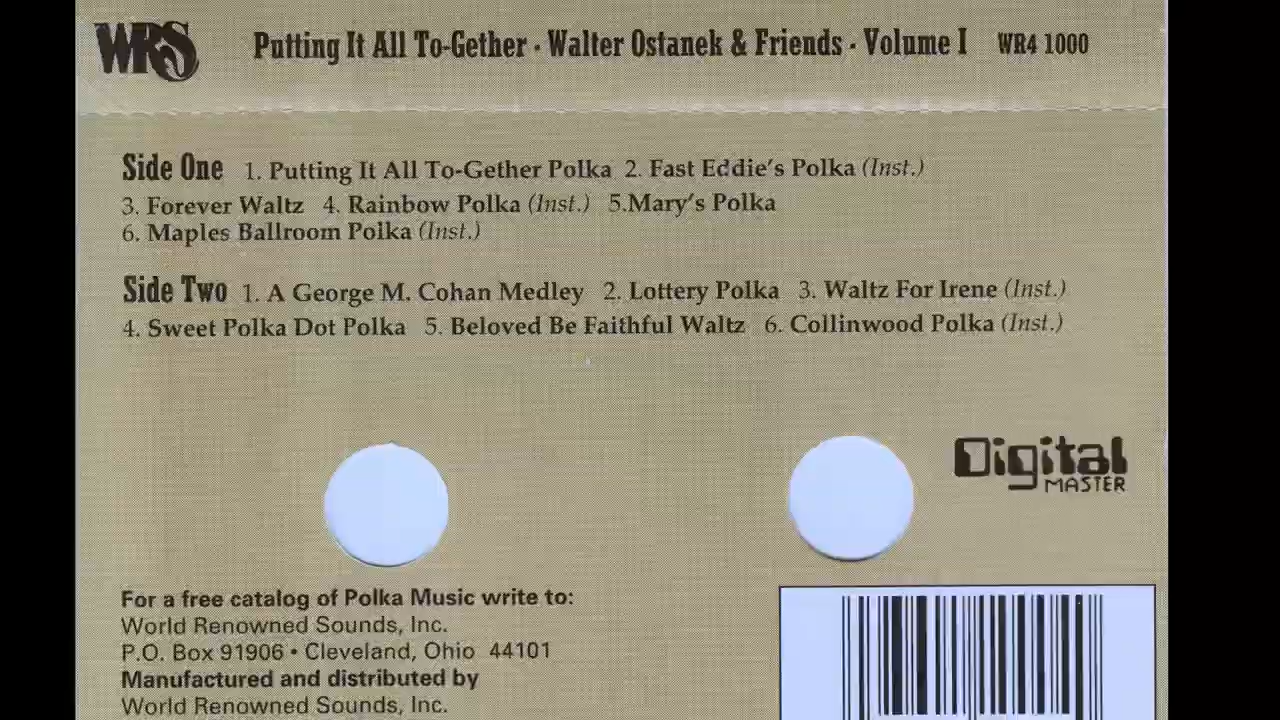 WRS Putting It All To-Gether · Walter Ostanek & Friends · Volume I WR4 1000
Side One 1. Putting It All To-Gether Polka 2. Fast Eddie's Polka (Inst.)
3. Forever Waltz 4. Rainbow Polka (Inst.) 5.Mary's Polka
6. Maples Ballroom Polka (Inst.)
Side Two 1. A George M. Cohan Medley 2. Lottery Polka 3. Waltz For Irene (Inst.)
4. Sweet Polka Dot Polka 5. Beloved Be Faithful Waltz 6. Collinwood Polka (Inst.)
Digital
MASTER
For a free catalog of Polka Music write to:
World Renowned Sounds, Inc.
P.O. Box 91906 • Cleveland, Ohio 44101
Manufactured and distributed by
World Renowned Sounds, Inc.